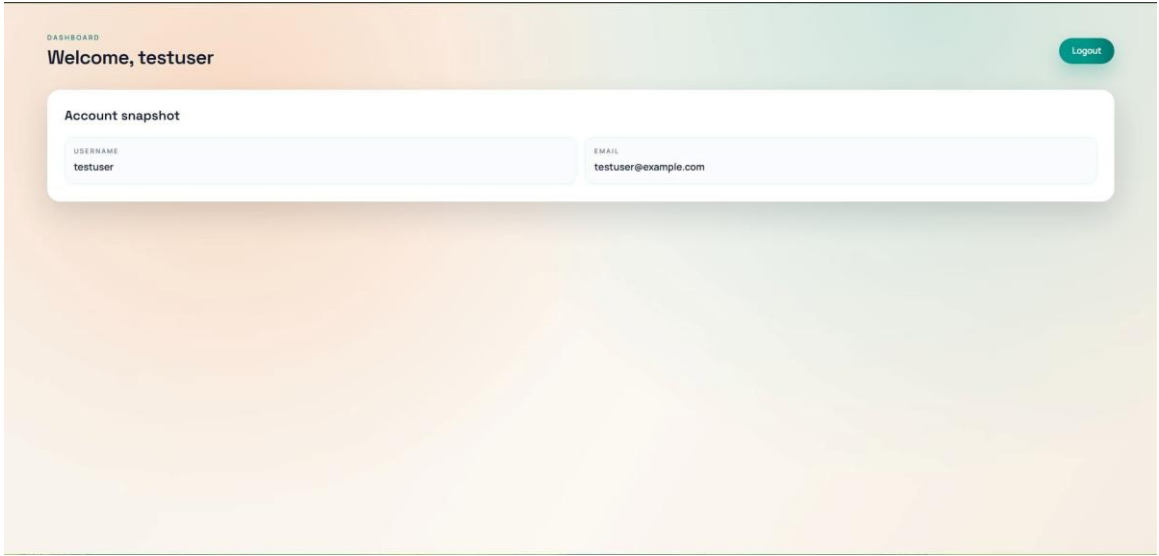 DASHBOARD
Welcome, testuser
Logout
Account snapshot
USERNAME
testuser
EMAIL
testuser@example.com